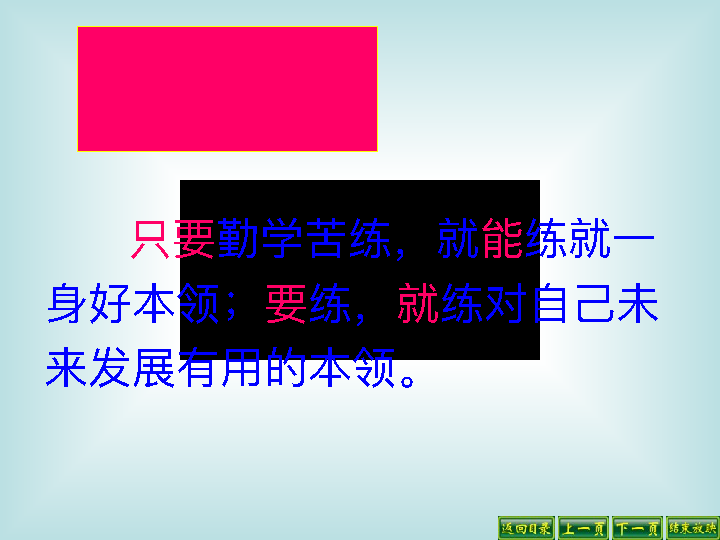 只要勤学苦练，就能练就一
身好本领；要练，就练对自己未
来发展有用的本领。
返回目录 上一页 下一页 结束放映